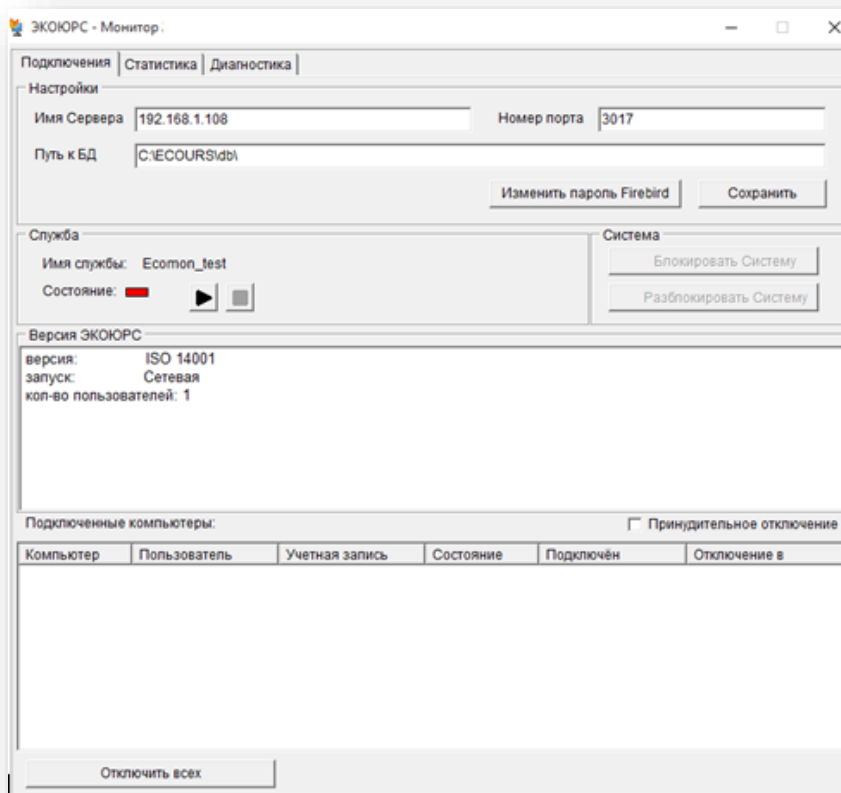 ЭКОЮРС - Монитор
Подключения Статистика Диагностика
Настройки
Имя Сервера 192.168.1.108 Номер порта 3017
Путь к БД C:\ECOURS\db\
Изменить пароль Firebird Сохранить
Служба Система
Имя службы: Ecomon_test Блокировать Систему
Состояние: Разблокировать Систему
Версия ЭКОЮРС
версия: ISO 14001
запуск: Сетевая
кол-во пользователей: 1
Подключенные компьютеры: Принудительное отключение
Компьютер Пользователь Учетная запись Состояние Подключён Отключение в
Отключить всех